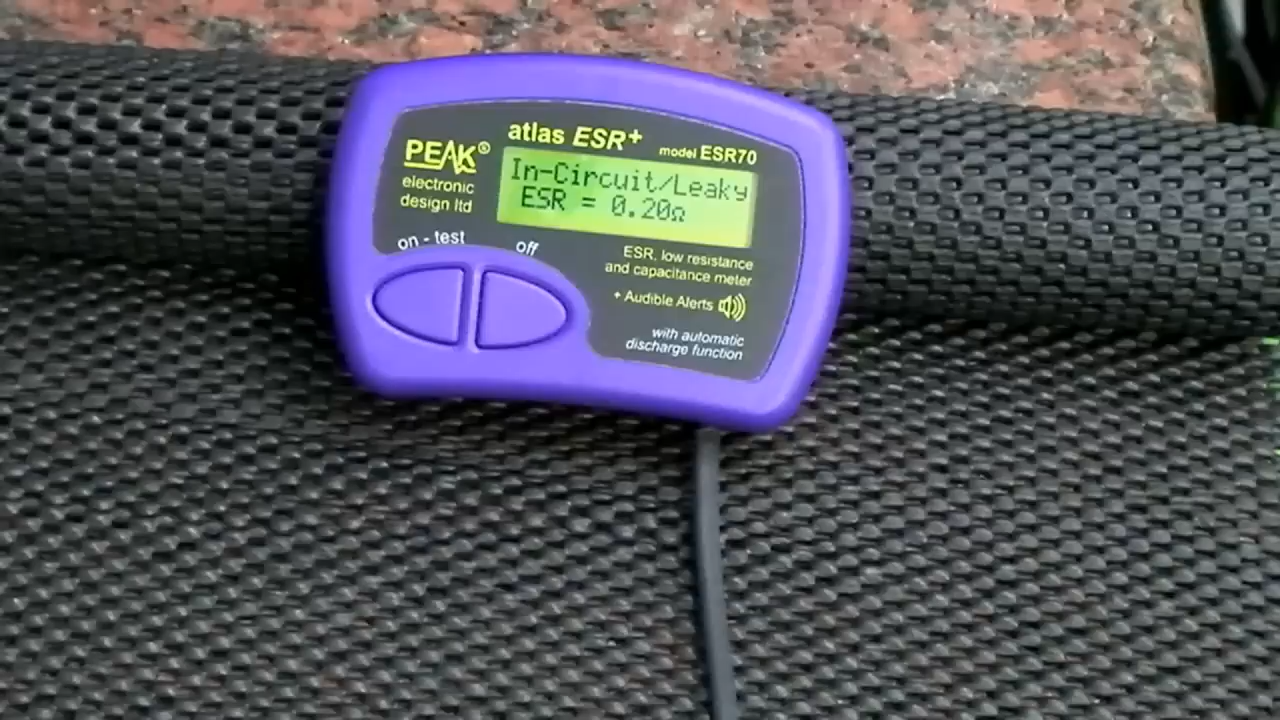 atlas ESR+
model ESR70
PEAK®
electronic
design ltd
In-Circuit/Leaky
ESR = 0.20Ω
on - test
off
ESR, low resistance
and capacitance meter
+ Audible Alerts
with automatic
discharge function